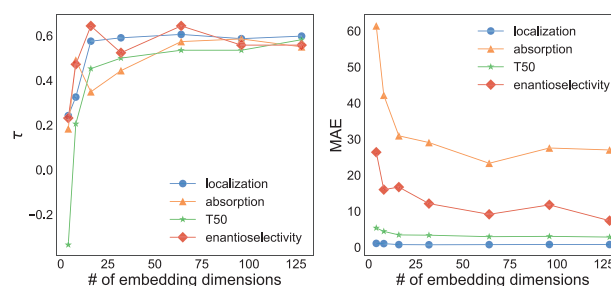 0.6
0.4
0.2
0.0
−0.2
τ
localization
absorption
T50
enantioselectivity
0 25 50 75 100 125
# of embedding dimensions
60
50
40
30
20
10
0
MAE
localization
absorption
T50
enantioselectivity
0 25 50 75 100 125
# of embedding dimensions